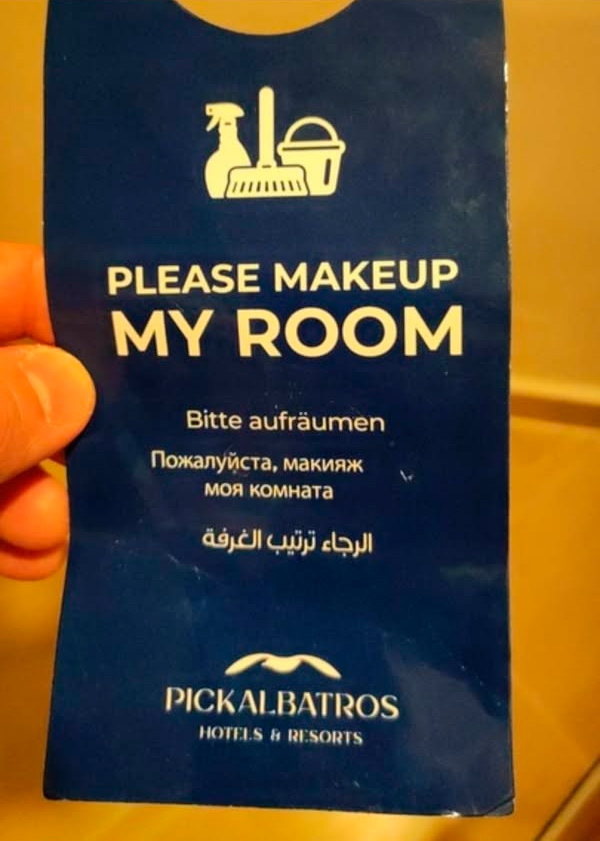 PLEASE MAKEUP
MY ROOM
Bitte aufräumen
Пожалуйста, макияж
моя комната
الرجاء ترتيب الغرفة
PICKALBATROS
HOTELS & RESORTS